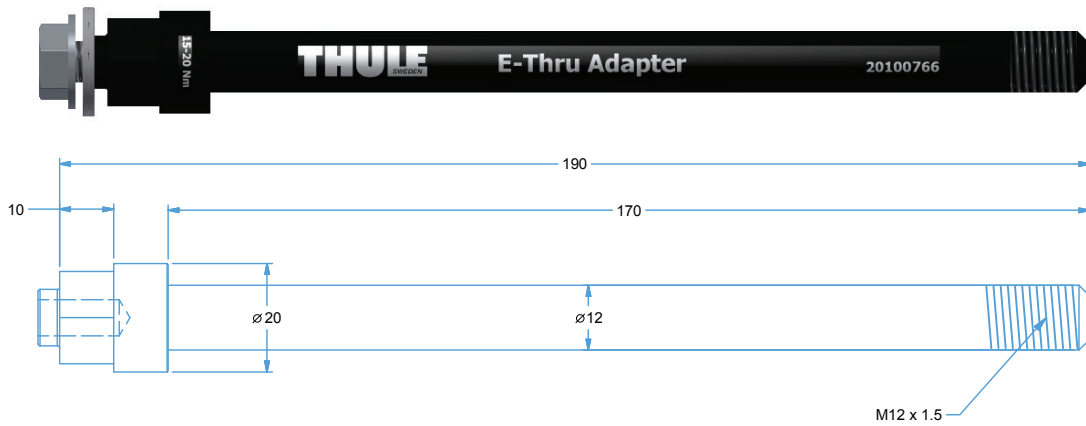 15-20 Nm
THULE
SWEDEN
E-Thru Adapter
20100766
190
10
170
⌀20
⌀12
M12 x 1.5